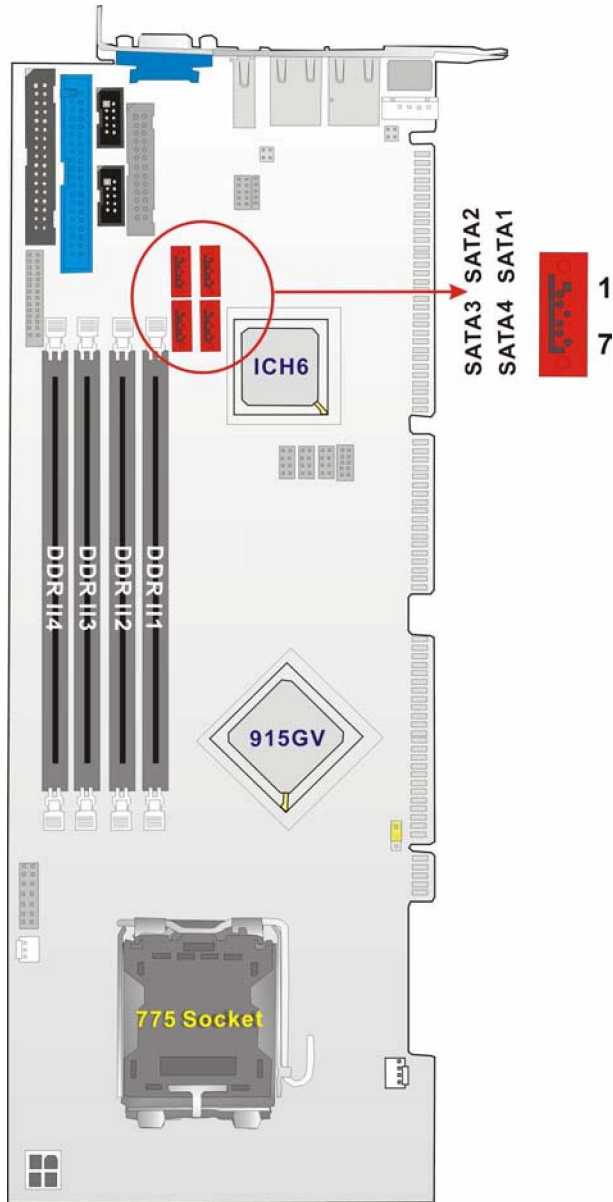 SATA2 SATA1
SATA3 SATA4
1
7
ICH6
DDR II4
DDR II3
DDR II2
DDR II1
915GV
775 Socket